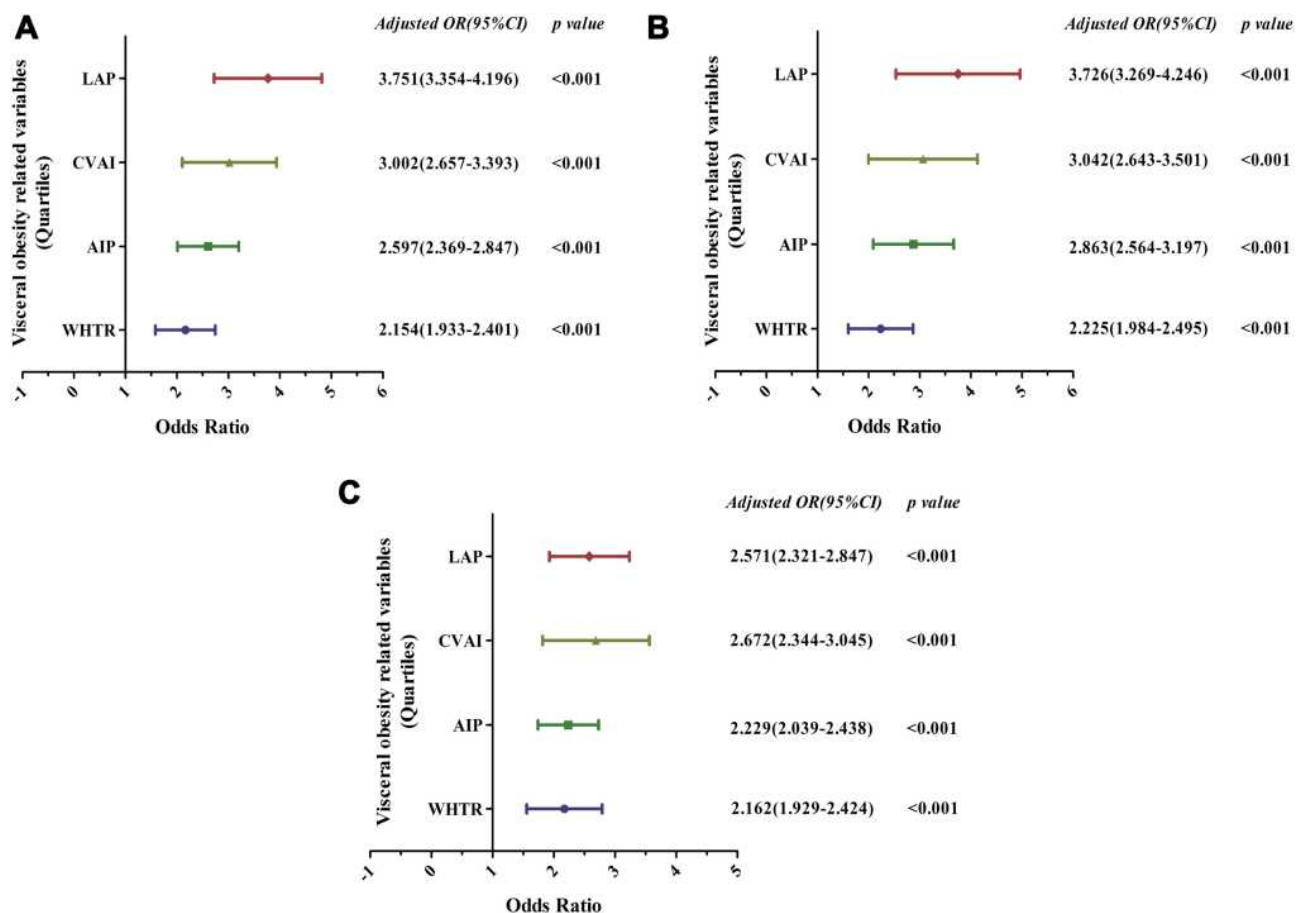 A
Adjusted OR(95%CI) p value
LAP 3.751(3.354-4.196) <0.001
CVAI 3.002(2.657-3.393) <0.001
AIP 2.597(2.369-2.847) <0.001
WHTR 2.154(1.933-2.401) <0.001
Visceral obesity related variables
(Quartiles)
-1 0 1 2 3 4 5 6
Odds Ratio
B
Adjusted OR(95%CI) p value
LAP 3.726(3.269-4.246) <0.001
CVAI 3.042(2.643-3.501) <0.001
AIP 2.863(2.564-3.197) <0.001
WHTR 2.225(1.984-2.495) <0.001
Visceral obesity related variables
(Quartiles)
-1 0 1 2 3 4 5 6
Odds Ratio
C
Adjusted OR(95%CI) p value
LAP 2.571(2.321-2.847) <0.001
CVAI 2.672(2.344-3.045) <0.001
AIP 2.229(2.039-2.438) <0.001
WHTR 2.162(1.929-2.424) <0.001
Visceral obesity related variables
(Quartiles)
-1 0 1 2 3 4 5
Odds Ratio